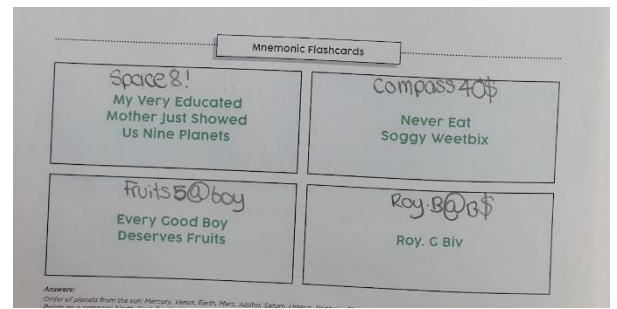 Mnemonic Flashcards
Space 8!
My Very Educated
Mother Just Showed
Us Nine Planets
Compass 40$
Never Eat
Soggy Weetbix
Fruits 5@boy
Every Good Boy
Deserves Fruits
Roy.B@B$
Roy. G Biv
Answers:
Order of planets from the sun: Mercury, Venus, Earth, Mars, Jupiter, Saturn, Uranus,